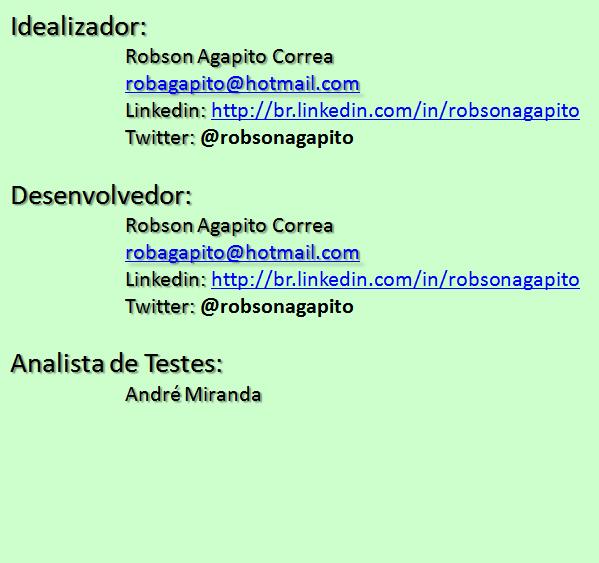 Idealizador:
Robson Agapito Correa
robagapito@hotmail.com
Linkedin: http://br.linkedin.com/in/robsonagapito
Twitter: @robsonagapito
Desenvolvedor:
Robson Agapito Correa
robagapito@hotmail.com
Linkedin: http://br.linkedin.com/in/robsonagapito
Twitter: @robsonagapito
Analista de Testes:
André Miranda